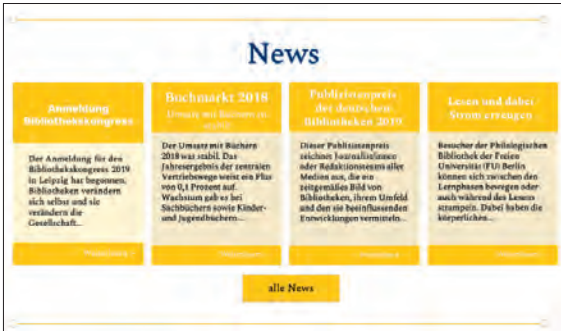 News
Anmeldung
Bibliothekskongress
Der Anmeldung für den
Bibliothekskongress 2019
in Leipzig hat begonnen.
Bibliotheken verändern
sich selbst und sie
verändern die
Gesellschaft...
Buchmarkt 2018
Umsatz mit Büchern
Der Umsatz mit Büchern
2018 war stabil. Das
Jahresergebnis der zentralen
Vertriebswege weist ein Plus
von 0,1 Prozent auf.
Wachstum gab es bei
Sachbüchern sowie Kinder-
und Jugendbüchern...
Publizistenpreis
der deutschen
Bibliotheken 2019
Dieser Publizistenpreis
zeichnet Journalist/innen
oder Redaktionsteams aller
Medien aus, die ein
zeitgemäßes Bild von
Bibliotheken, ihrem Umfeld
und den sie beeinflussenden
Entwicklungen vermitteln...
Lesen und dabei
Strom erzeugen
Besucher der Philologischen
Bibliothek der Freien
Universität (FU) Berlin
können sich zwischen den
Lernphasen bewegen oder
auch während des Lesens
strampeln. Dabei haben die
körperlichen...
alle News